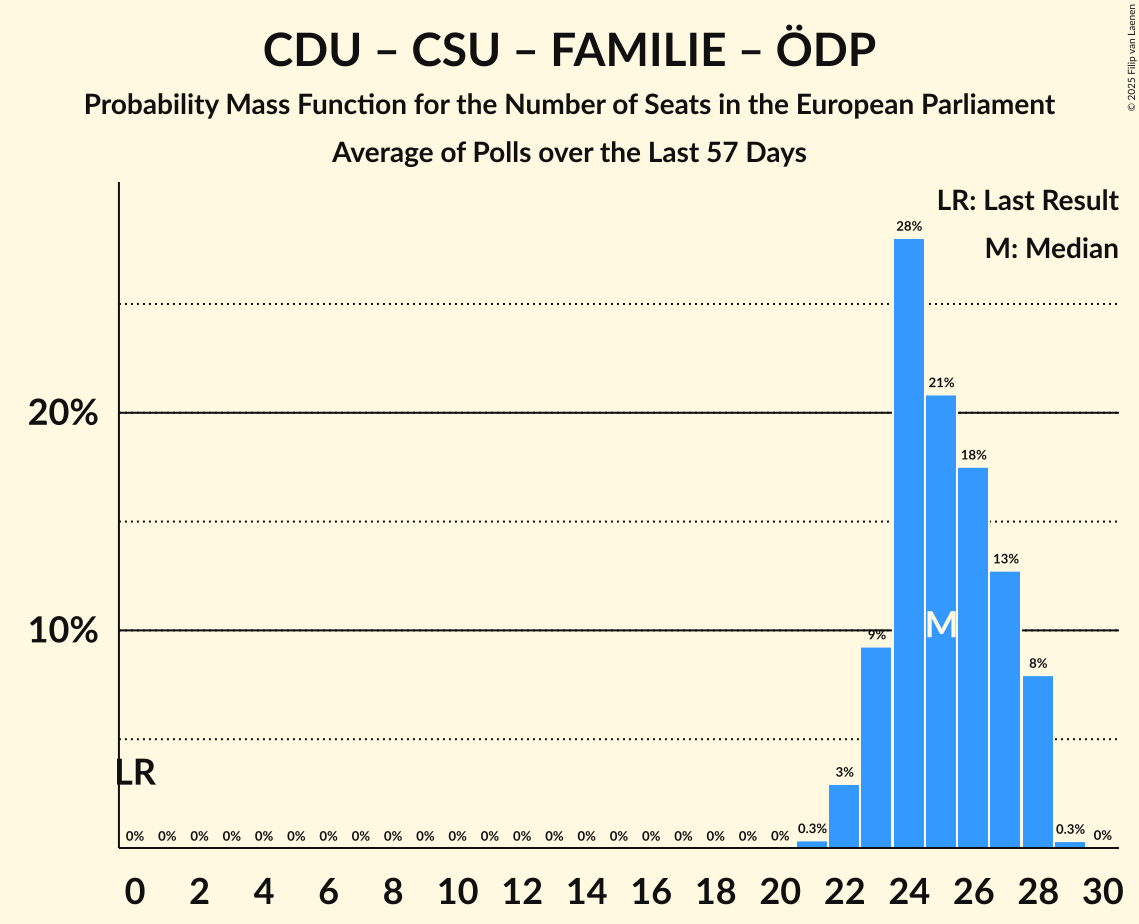 CDU – CSU – FAMILIE – ÖDP
Probability Mass Function for the Number of Seats in the European Parliament
Average of Polls over the Last 57 Days
© 2025 Filip van Laenen
LR: Last Result
M: Median
28%
21%
20%
18%
13%
10%
9%
M
8%
3%
LR
0% 0% 0% 0% 0% 0% 0% 0% 0% 0% 0% 0% 0% 0% 0% 0% 0% 0% 0% 0% 0% 0.3% 0.3% 0%
0 2 4 6 8 10 12 14 16 18 20 22 24 26 28 30